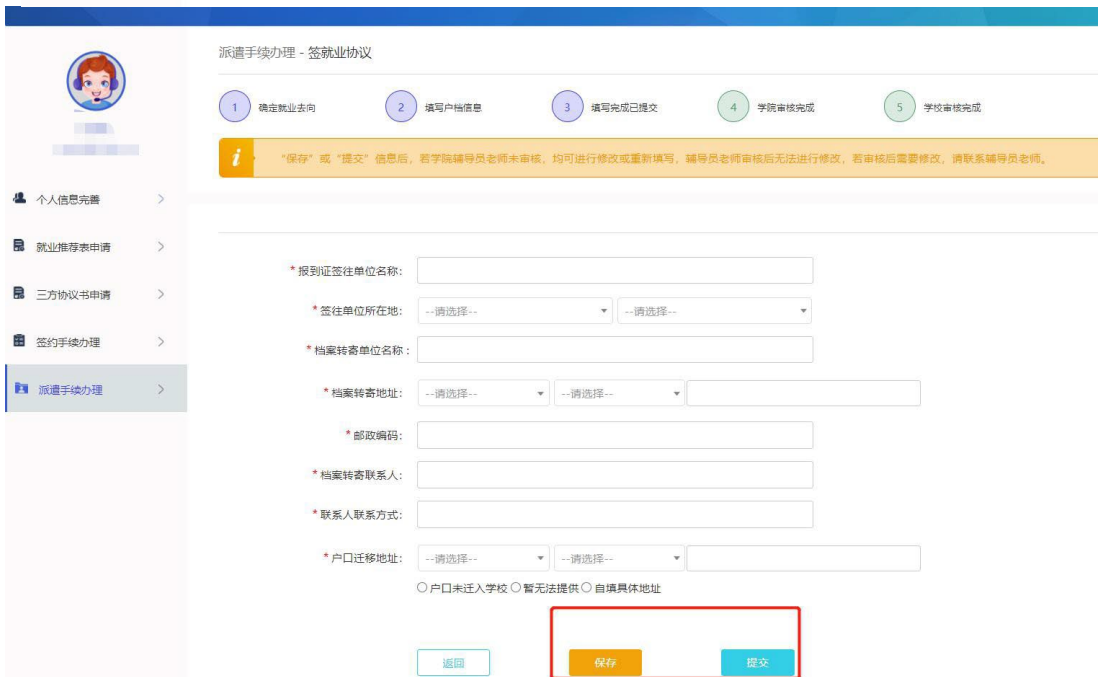 派遣手续办理 - 签就业协议
1 确定就业去向 2 填写户档信息 3 填写完成已提交 4 学院审核完成 5 学校审核完成
i “保存”或“提交”信息后，若学院辅导员老师未审核，均可进行修改或重新填写，辅导员老师审核后无法进行修改，若审核后需要修改，请联系辅导员老师。
个人信息完善
就业推荐表申请
三方协议书申请
签约手续办理
派遣手续办理
*报到证签往单位名称：
*签往单位所在地： --请选择-- --请选择--
*档案转寄单位名称：
*档案转寄地址： --请选择-- --请选择--
*邮政编码：
*档案转寄联系人：
*联系人联系方式：
*户口迁移地址： --请选择-- --请选择--
户口未迁入学校 暂无法提供 自填具体地址
返回 保存 提交